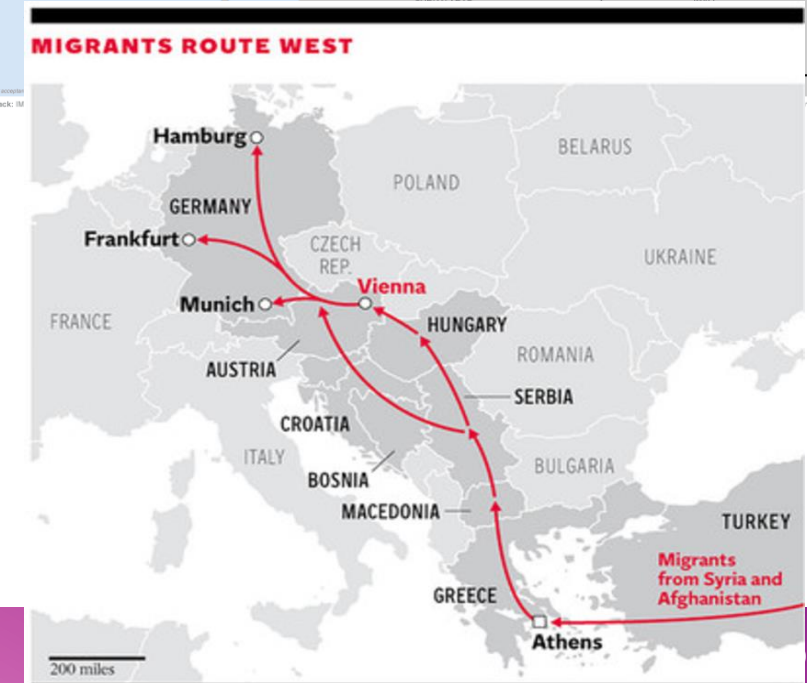 MIGRANTS ROUTE WEST
Hamburg
BELARUS
POLAND
GERMANY
Frankfurt
CZECH
REP.
UKRAINE
Vienna
Munich
FRANCE
HUNGARY
ROMANIA
AUSTRIA
SERBIA
CROATIA
ITALY
BOSNIA
BULGARIA
MACEDONIA
TURKEY
Migrants
from Syria and
Afghanistan
GREECE
Athens
200 miles